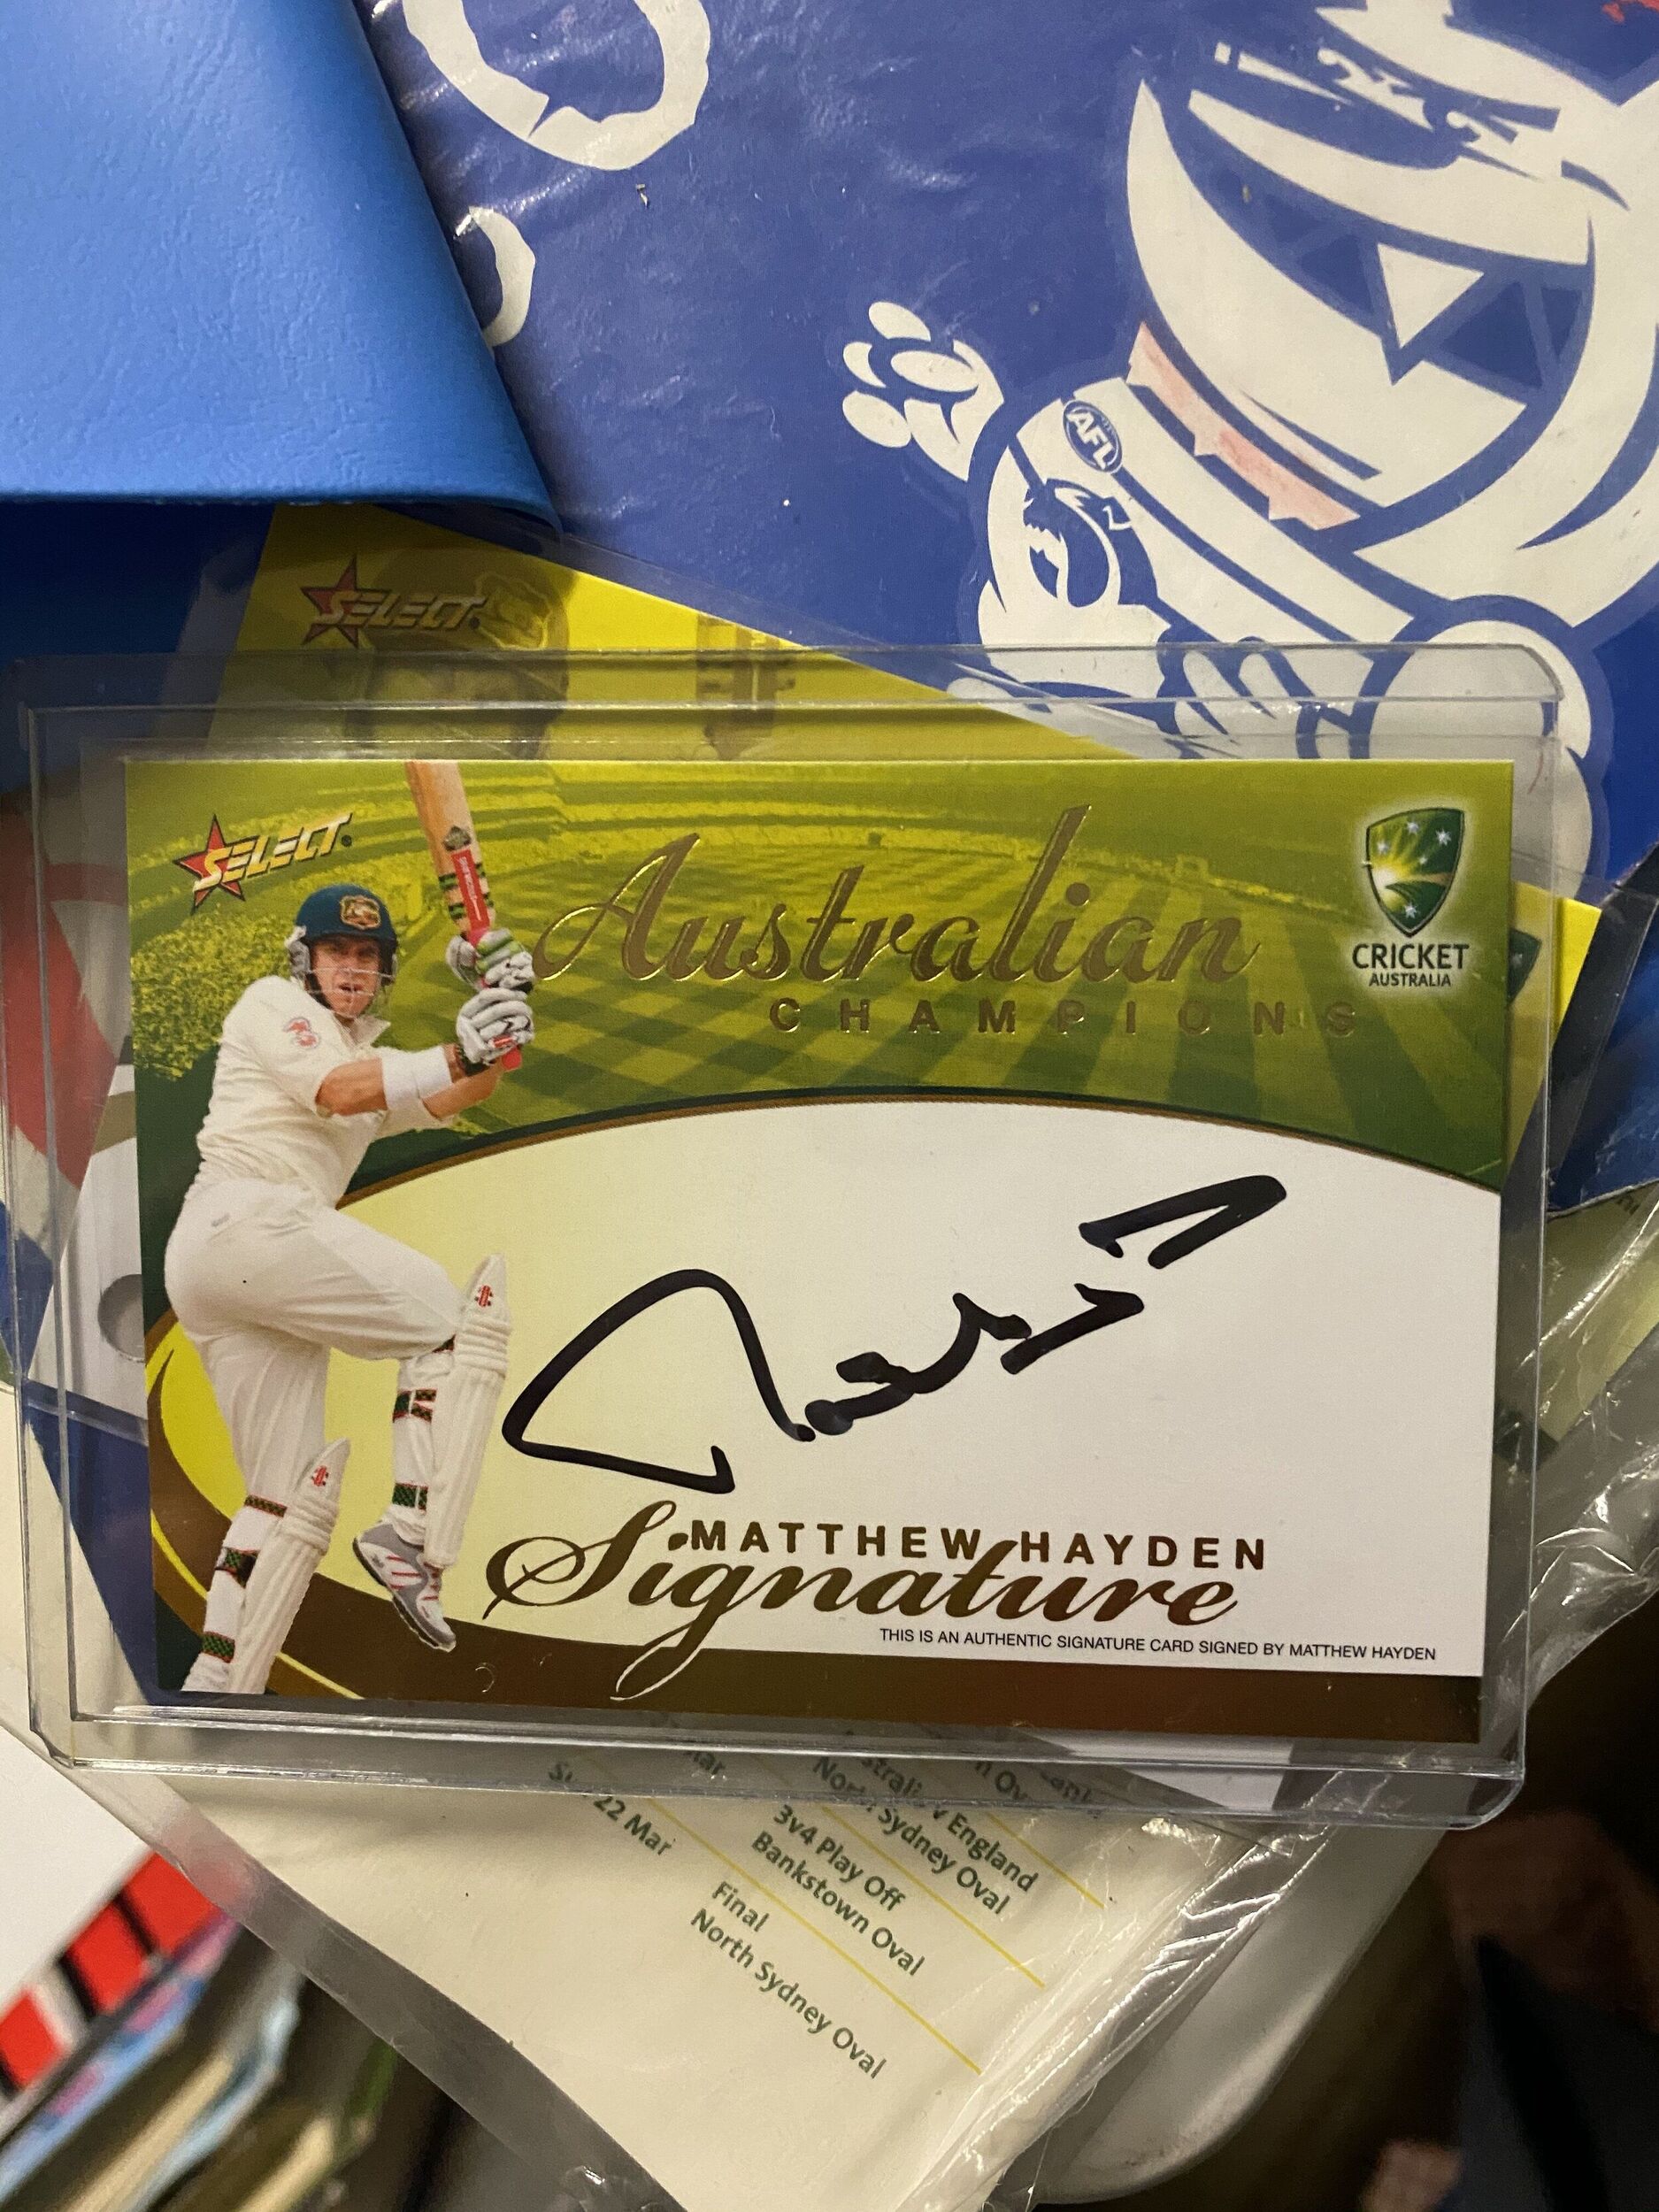 AFL
SELECT
SELECT
Australian
CHAMPIONS
CRICKET
AUSTRALIA
MATTHEW HAYDEN
Signature
THIS IS AN AUTHENTIC SIGNATURE CARD SIGNED BY MATTHEW HAYDEN
v England
North Sydney Oval
22 Mar
3v4 Play Off
Bankstown Oval
Final
North Sydney Oval